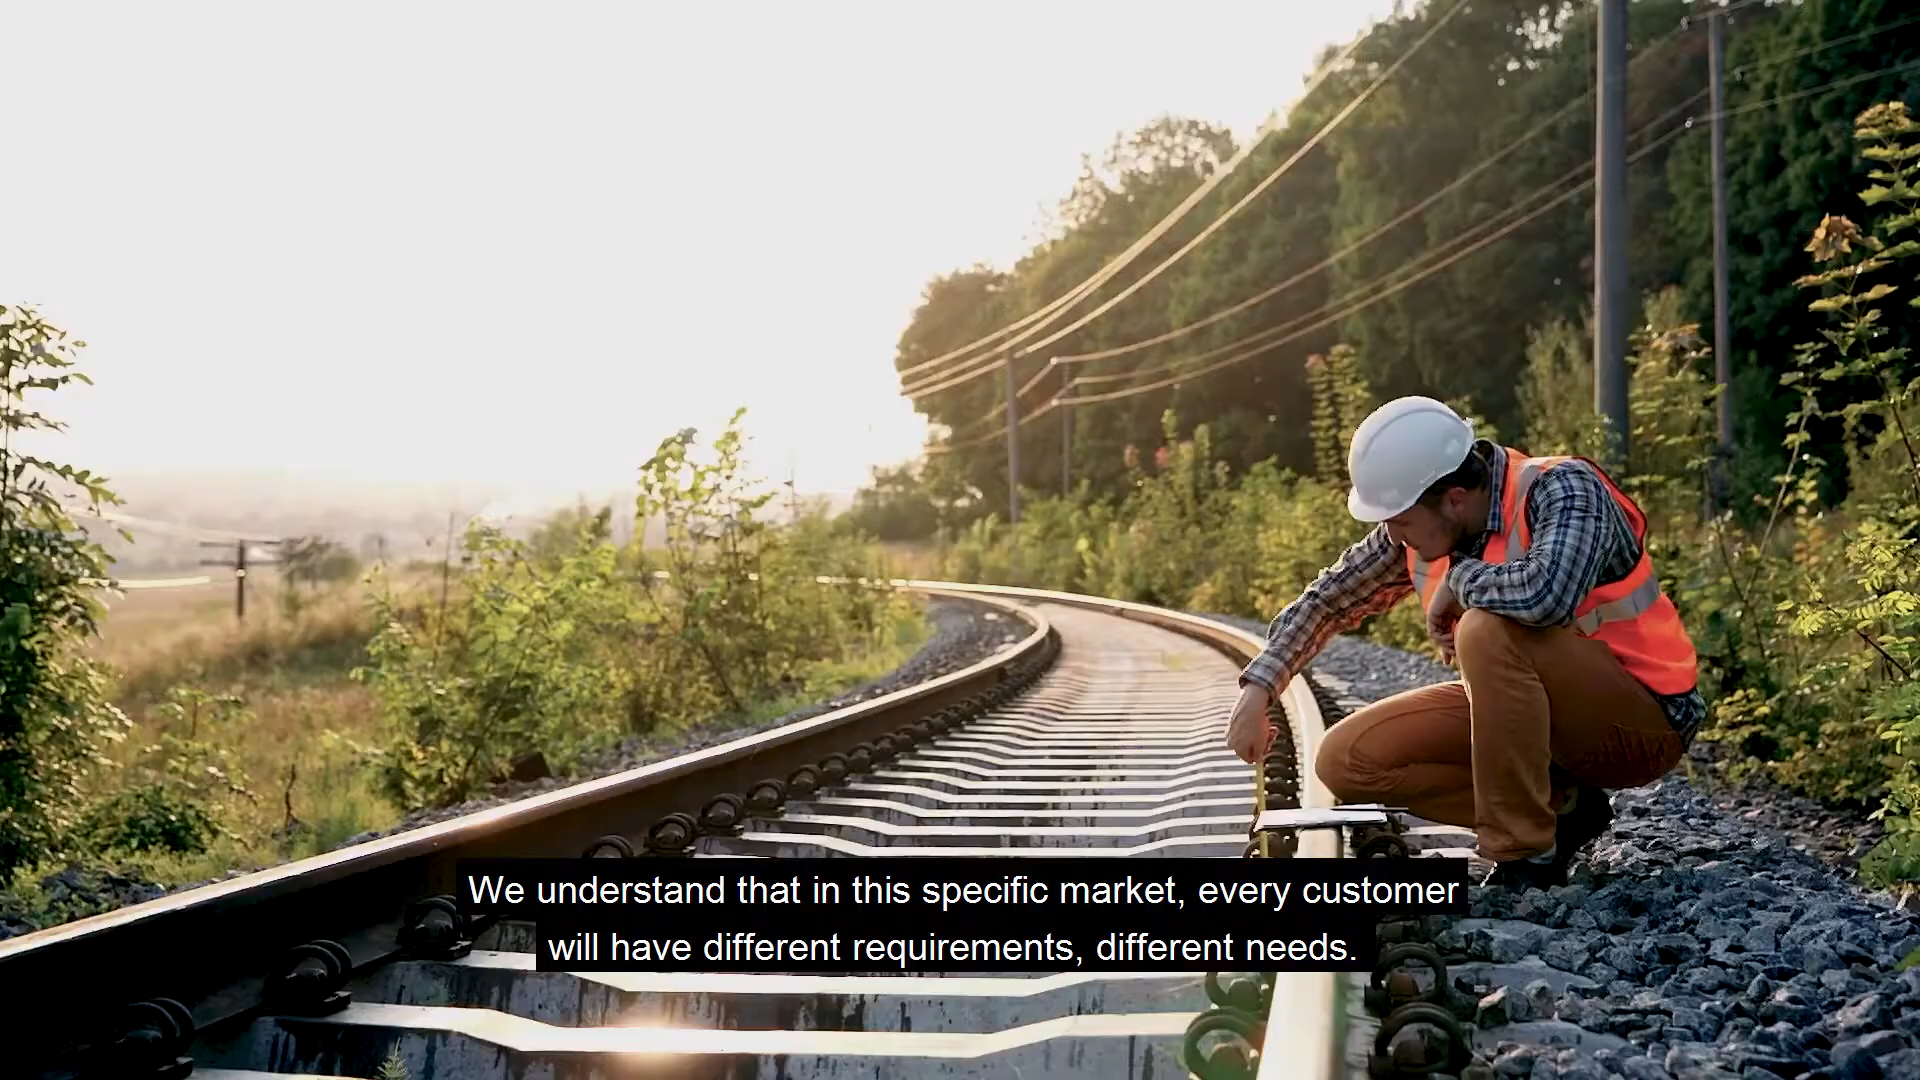 We understand that in this specific market, every customer
will have different requirements, different needs.